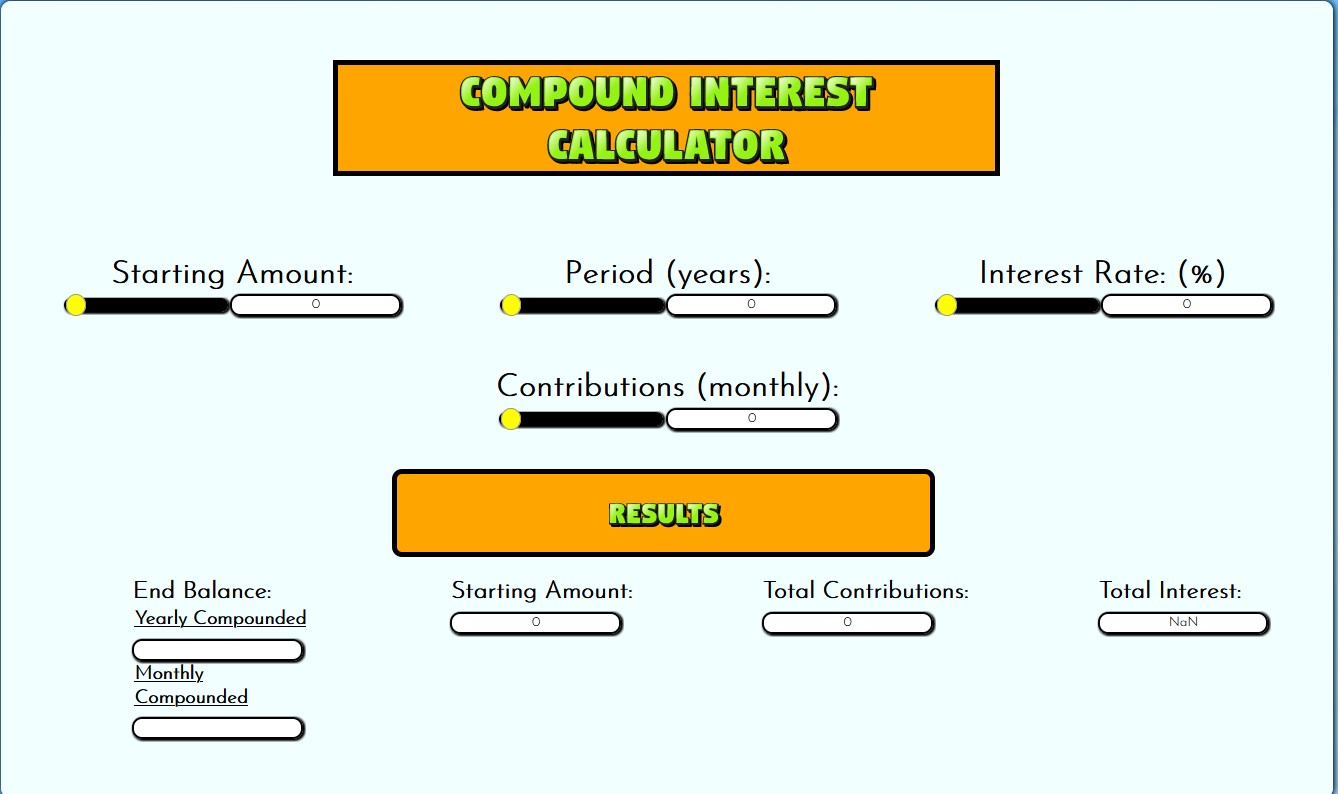 COMPOUND INTEREST
CALCULATOR
Starting Amount:
0
Period (years):
0
Interest Rate: (%)
0
Contributions (monthly):
0
RESULTS
End Balance:
Yearly Compounded
Monthly
Compounded
Starting Amount:
0
Total Contributions:
0
Total Interest:
NaN